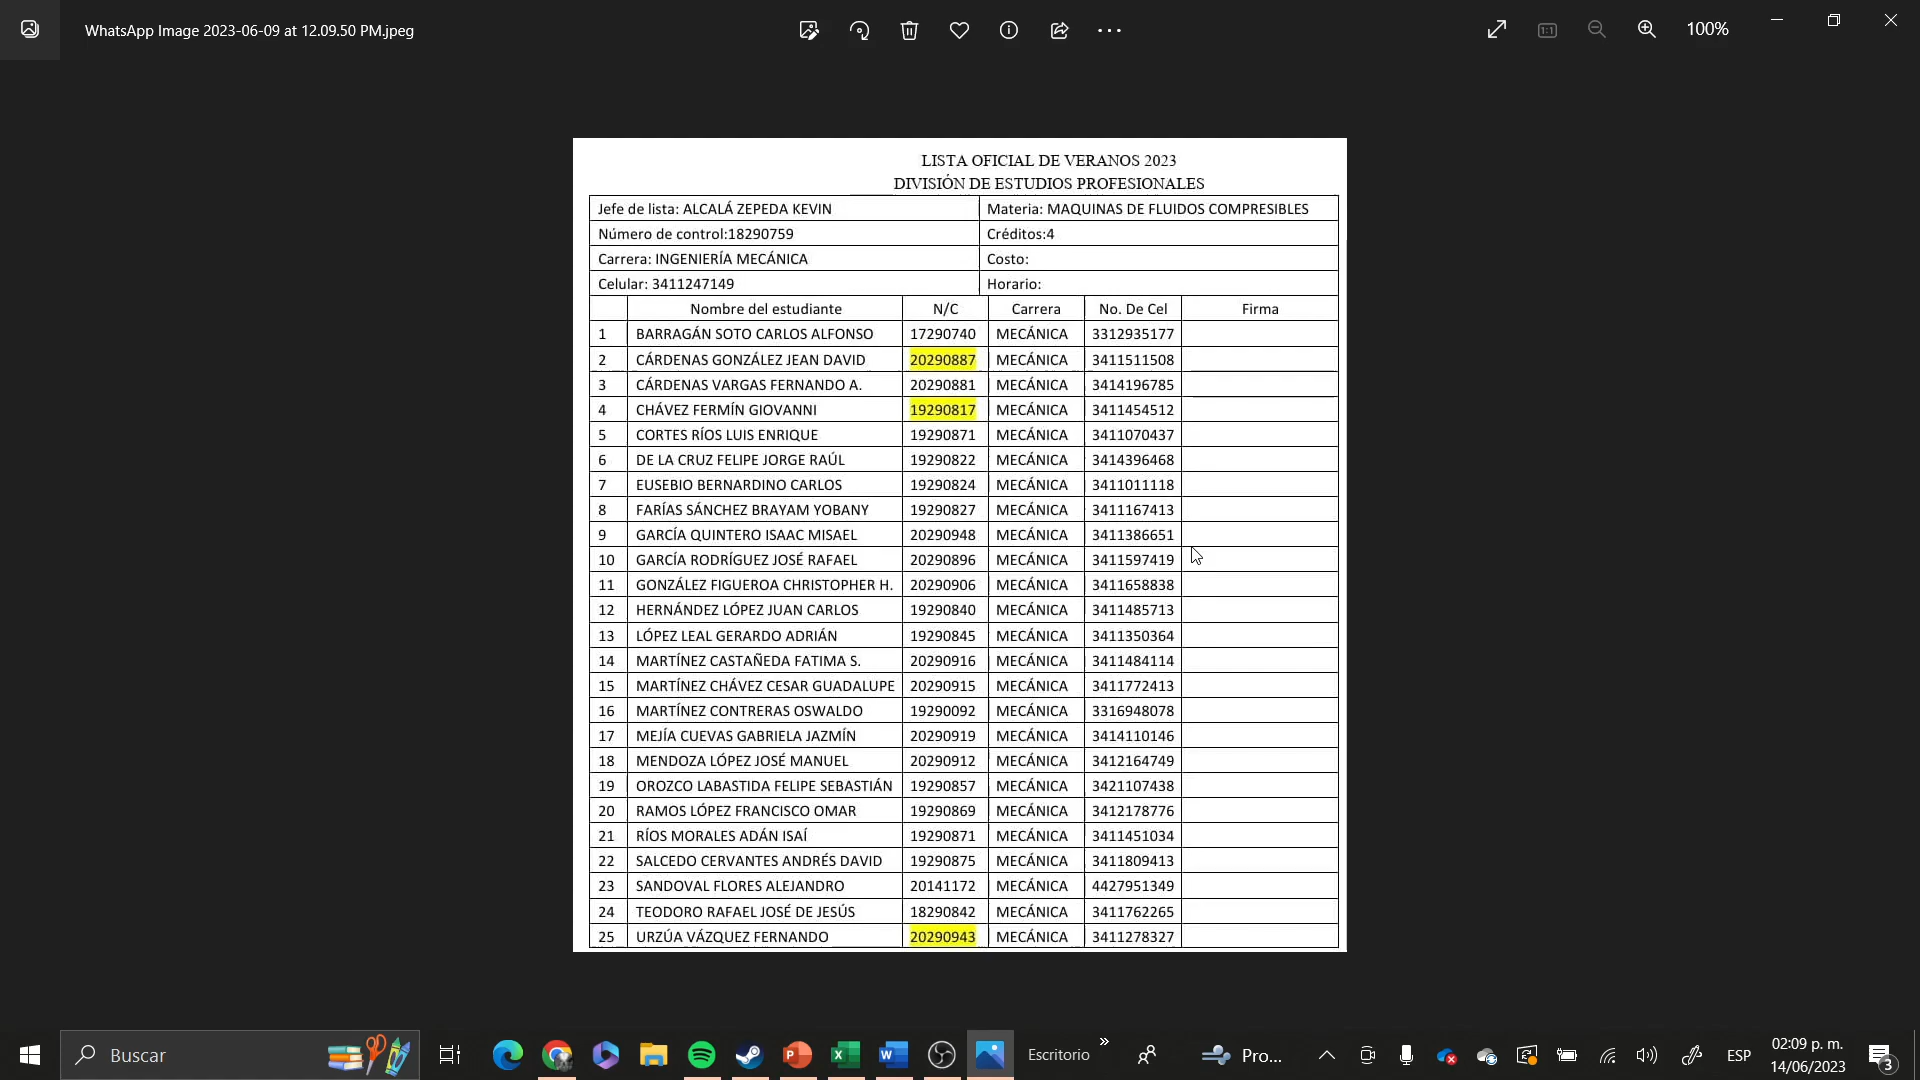 WhatsApp Image 2023-06-09 at 12.09.50 PM.jpeg
100%
LISTA OFICIAL DE VERANOS 2023
DIVISIÓN DE ESTUDIOS PROFESIONALES
Jefe de lista: ALCALÁ ZEPEDA KEVIN Materia: MAQUINAS DE FLUIDOS COMPRESIBLES
Número de control:18290759 Créditos:4
Carrera: INGENIERÍA MECÁNICA Costo:
Celular: 3411247149 Horario:
Nombre del estudiante N/C Carrera No. De Cel Firma
1 BARRAGÁN SOTO CARLOS ALFONSO 17290740 MECÁNICA 3312935177
2 CÁRDENAS GONZÁLEZ JEAN DAVID 20290887 MECÁNICA 3411511508
3 CÁRDENAS VARGAS FERNANDO A. 20290881 MECÁNICA 3414196785
4 CHÁVEZ FERMÍN GIOVANNI 19290817 MECÁNICA 3411454512
5 CORTES RÍOS LUIS ENRIQUE 19290871 MECÁNICA 3411070437
6 DE LA CRUZ FELIPE JORGE RAÚL 19290822 MECÁNICA 3414396468
7 EUSEBIO BERNARDINO CARLOS 19290824 MECÁNICA 3411011118
8 FARÍAS SÁNCHEZ BRAYAM YOBANY 19290827 MECÁNICA 3411167413
9 GARCÍA QUINTERO ISAAC MISAEL 20290948 MECÁNICA 3411386651
10 GARCÍA RODRÍGUEZ JOSÉ RAFAEL 20290896 MECÁNICA 3411597419
11 GONZÁLEZ FIGUEROA CHRISTOPHER H. 20290906 MECÁNICA 3411658838
12 HERNÁNDEZ LÓPEZ JUAN CARLOS 19290840 MECÁNICA 3411485713
13 LÓPEZ LEAL GERARDO ADRIÁN 19290845 MECÁNICA 3411350364
14 MARTÍNEZ CASTAÑEDA FATIMA S. 20290916 MECÁNICA 3411484114
15 MARTÍNEZ CHÁVEZ CESAR GUADALUPE 20290915 MECÁNICA 3411772413
16 MARTÍNEZ CONTRERAS OSWALDO 19290092 MECÁNICA 3316948078
17 MEJÍA CUEVAS GABRIELA JAZMÍN 20290919 MECÁNICA 3414110146
18 MENDOZA LÓPEZ JOSÉ MANUEL 20290912 MECÁNICA 3412164749
19 OROZCO LABASTIDA FELIPE SEBASTIÁN 19290857 MECÁNICA 3421107438
20 RAMOS LÓPEZ FRANCISCO OMAR 19290869 MECÁNICA 3412178776
21 RÍOS MORALES ADÁN ISAÍ 19290871 MECÁNICA 3411451034
22 SALCEDO CERVANTES ANDRÉS DAVID 19290875 MECÁNICA 3411809413
23 SANDOVAL FLORES ALEJANDRO 20141172 MECÁNICA 4427951349
24 TEODORO RAFAEL JOSÉ DE JESÚS 18290842 MECÁNICA 3411762265
25 URZÚA VÁZQUEZ FERNANDO 20290943 MECÁNICA 3411278327
Buscar Escritorio Pro... ESP 02:09 p. m.
14/06/2023 3